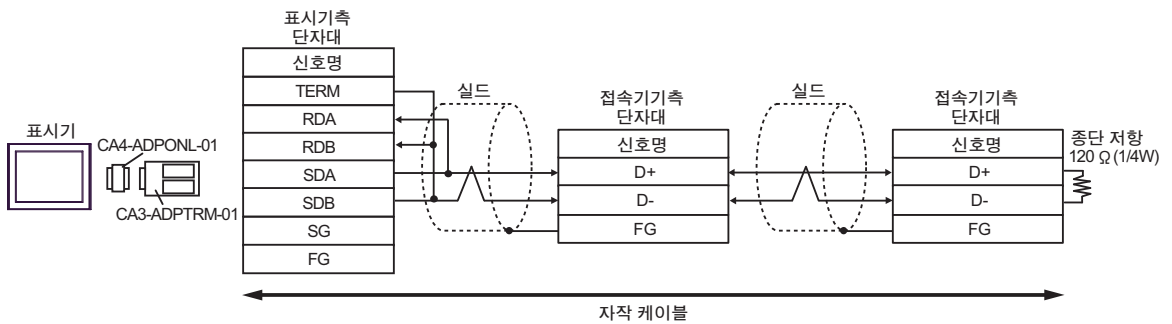 표시기
CA4-ADPONL-01
CA3-ADPTRM-01
표시기측
단자대
신호명
TERM
RDA
RDB
SDA
SDB
SG
FG
실드
접속기기측
단자대
신호명
D+
D-
FG
실드
접속기기측
단자대
신호명
D+
D-
FG
종단 저항
120 Ω (1/4W)
자작 케이블